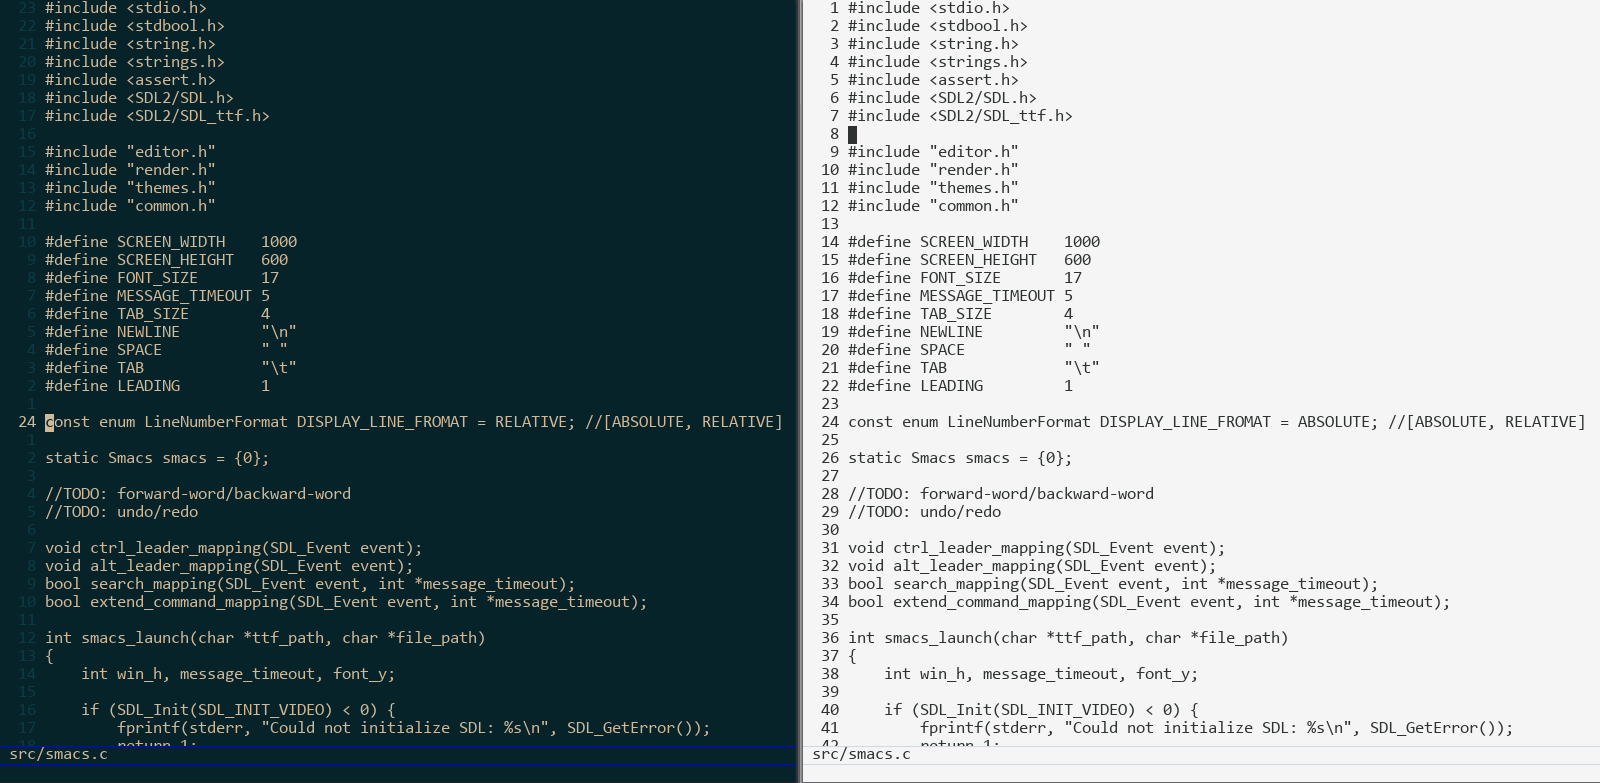 23 #include <stdio.h>
22 #include <stdbool.h>
21 #include <string.h>
20 #include <strings.h>
19 #include <assert.h>
18 #include <SDL2/SDL.h>
17 #include <SDL2/SDL_ttf.h>
16
15 #include "editor.h"
14 #include "render.h"
13 #include "themes.h"
12 #include "common.h"
11
10 #define SCREEN_WIDTH    1000
9 #define SCREEN_HEIGHT   600
8 #define FONT_SIZE       17
7 #define MESSAGE_TIMEOUT 5
6 #define TAB_SIZE        4
5 #define NEWLINE         "\n"
4 #define SPACE           " "
3 #define TAB             "\t"
2 #define LEADING         1
1
24 const enum LineNumberFormat DISPLAY_LINE_FROMAT = RELATIVE; //[ABSOLUTE, RELATIVE]
1
2 static Smacs smacs = {0};
3
4 //TODO: forward-word/backward-word
5 //TODO: undo/redo
6
7 void ctrl_leader_mapping(SDL_Event event);
8 void alt_leader_mapping(SDL_Event event);
9 bool search_mapping(SDL_Event event, int *message_timeout);
10 bool extend_command_mapping(SDL_Event event, int *message_timeout);
11
12 int smacs_launch(char *ttf_path, char *file_path)
13 {
14     int win_h, message_timeout, font_y;
15
16     if (SDL_Init(SDL_INIT_VIDEO) < 0) {
17         fprintf(stderr, "Could not initialize SDL: %s\n", SDL_GetError());
18         return 1;
src/smacs.c
1 #include <stdio.h>
2 #include <stdbool.h>
3 #include <string.h>
4 #include <strings.h>
5 #include <assert.h>
6 #include <SDL2/SDL.h>
7 #include <SDL2/SDL_ttf.h>
8
9 #include "editor.h"
10 #include "render.h"
11 #include "themes.h"
12 #include "common.h"
13
14 #define SCREEN_WIDTH    1000
15 #define SCREEN_HEIGHT   600
16 #define FONT_SIZE       17
17 #define MESSAGE_TIMEOUT 5
18 #define TAB_SIZE        4
19 #define NEWLINE         "\n"
20 #define SPACE           " "
21 #define TAB             "\t"
22 #define LEADING         1
23
24 const enum LineNumberFormat DISPLAY_LINE_FROMAT = ABSOLUTE; //[ABSOLUTE, RELATIVE]
25
26 static Smacs smacs = {0};
27
28 //TODO: forward-word/backward-word
29 //TODO: undo/redo
30
31 void ctrl_leader_mapping(SDL_Event event);
32 void alt_leader_mapping(SDL_Event event);
33 bool search_mapping(SDL_Event event, int *message_timeout);
34 bool extend_command_mapping(SDL_Event event, int *message_timeout);
35
36 int smacs_launch(char *ttf_path, char *file_path)
37 {
38     int win_h, message_timeout, font_y;
39
40     if (SDL_Init(SDL_INIT_VIDEO) < 0) {
41         fprintf(stderr, "Could not initialize SDL: %s\n", SDL_GetError());
42         return 1;
src/smacs.c